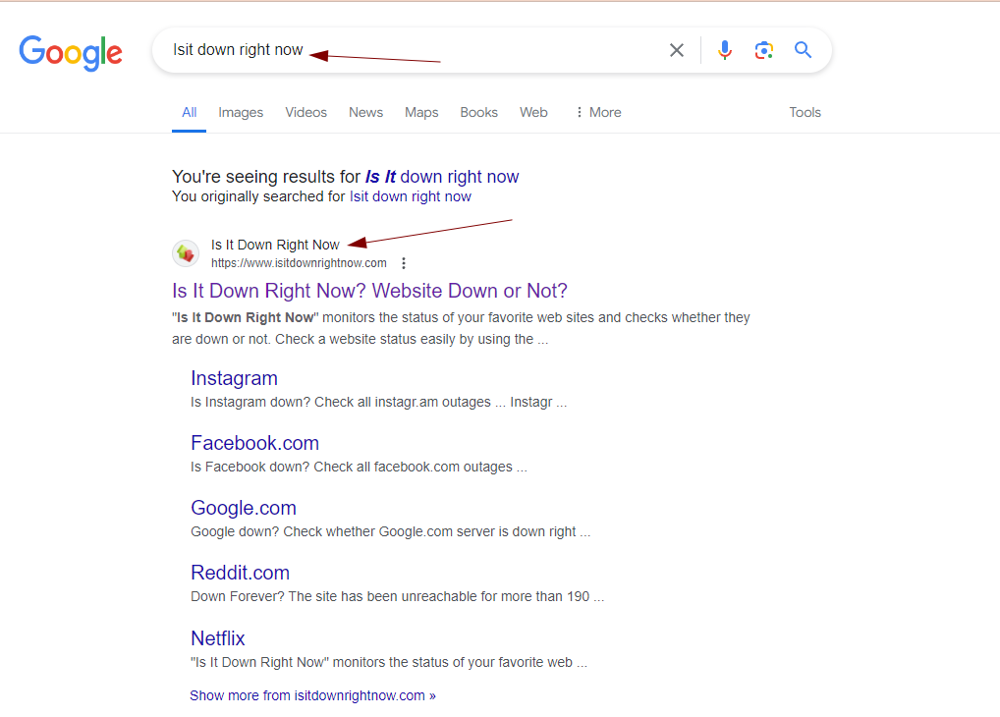 Google
Isit down right now
All Images Videos News Maps Books Web More Tools
You're seeing results for Is It down right now
You originally searched for Isit down right now
Is It Down Right Now
https://www.isitdownrightnow.com
Is It Down Right Now? Website Down or Not?
"Is It Down Right Now" monitors the status of your favorite web sites and checks whether they
are down or not. Check a website status easily by using the ...
Instagram
Is Instagram down? Check all instagr.am outages ... Instagr ...
Facebook.com
Is Facebook down? Check all facebook.com outages ...
Google.com
Google down? Check whether Google.com server is down right ...
Reddit.com
Down Forever? The site has been unreachable for more than 190 ...
Netflix
"Is It Down Right Now" monitors the status of your favorite web ...
Show more from isitdownrightnow.com »